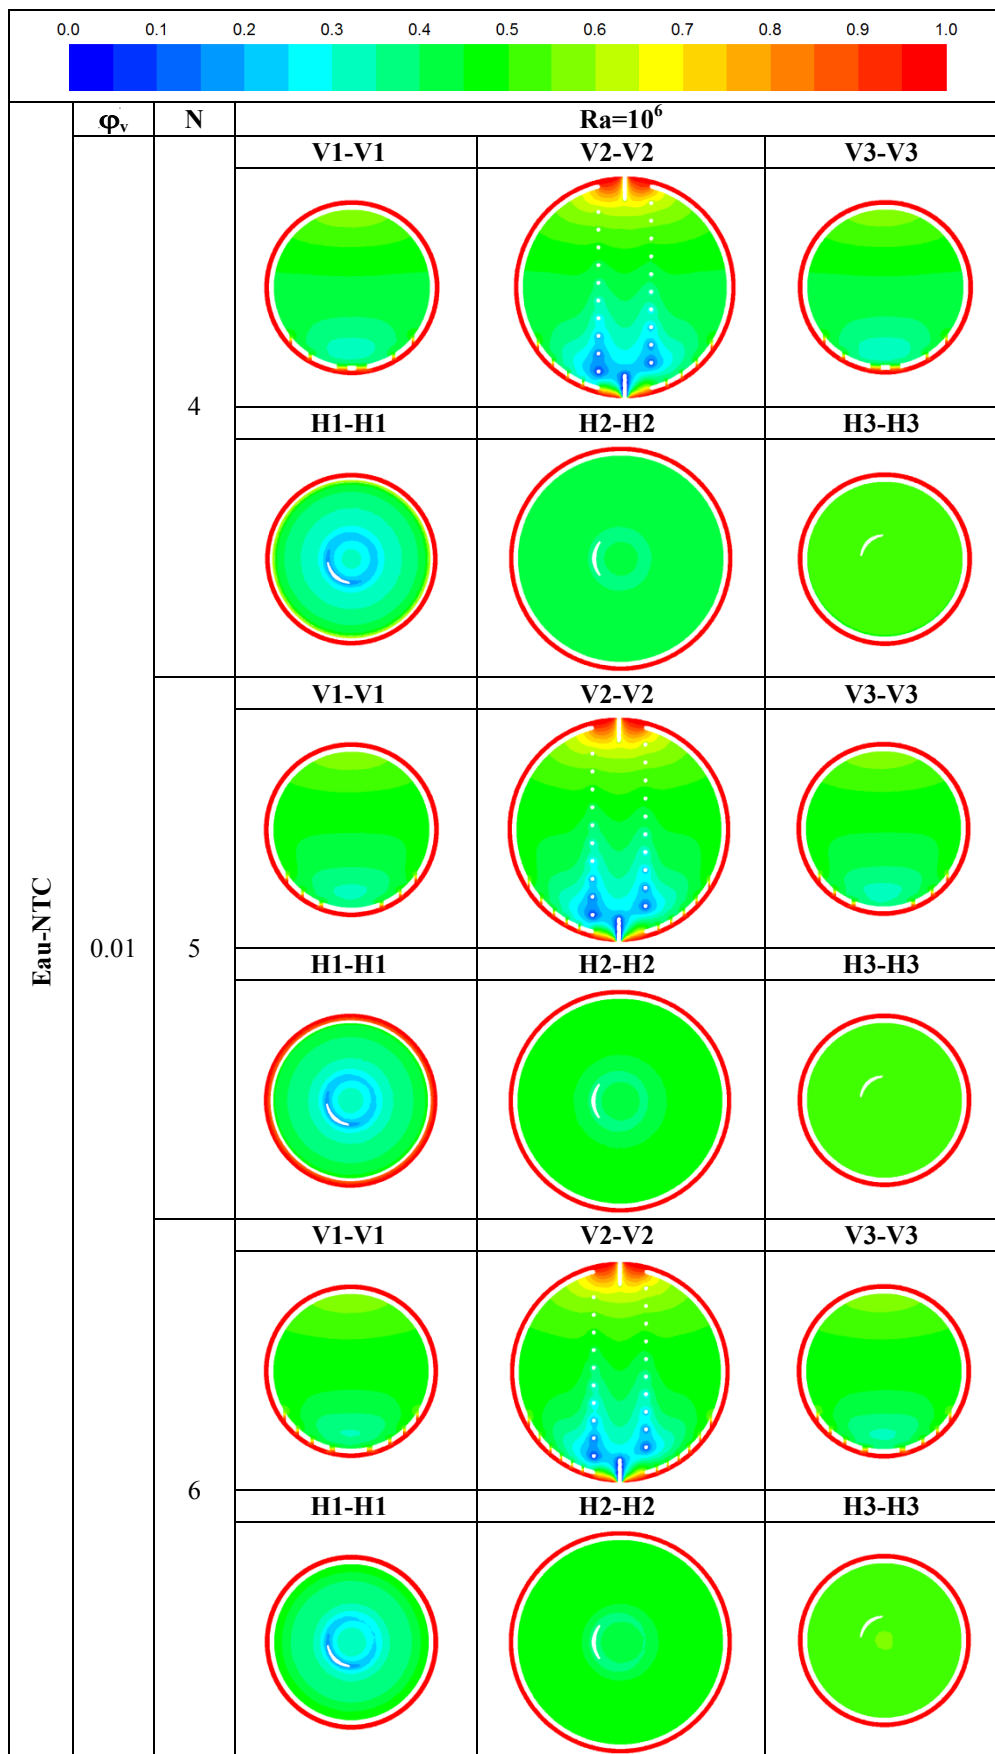 0.0 0.1 0.2 0.3 0.4 0.5 0.6 0.7 0.8 0.9 1.0
φv N Ra=10⁶
V1-V1 V2-V2 V3-V3
4
H1-H1 H2-H2 H3-H3
V1-V1 V2-V2 V3-V3
Eau-NTC 0.01 5
H1-H1 H2-H2 H3-H3
V1-V1 V2-V2 V3-V3
6
H1-H1 H2-H2 H3-H3